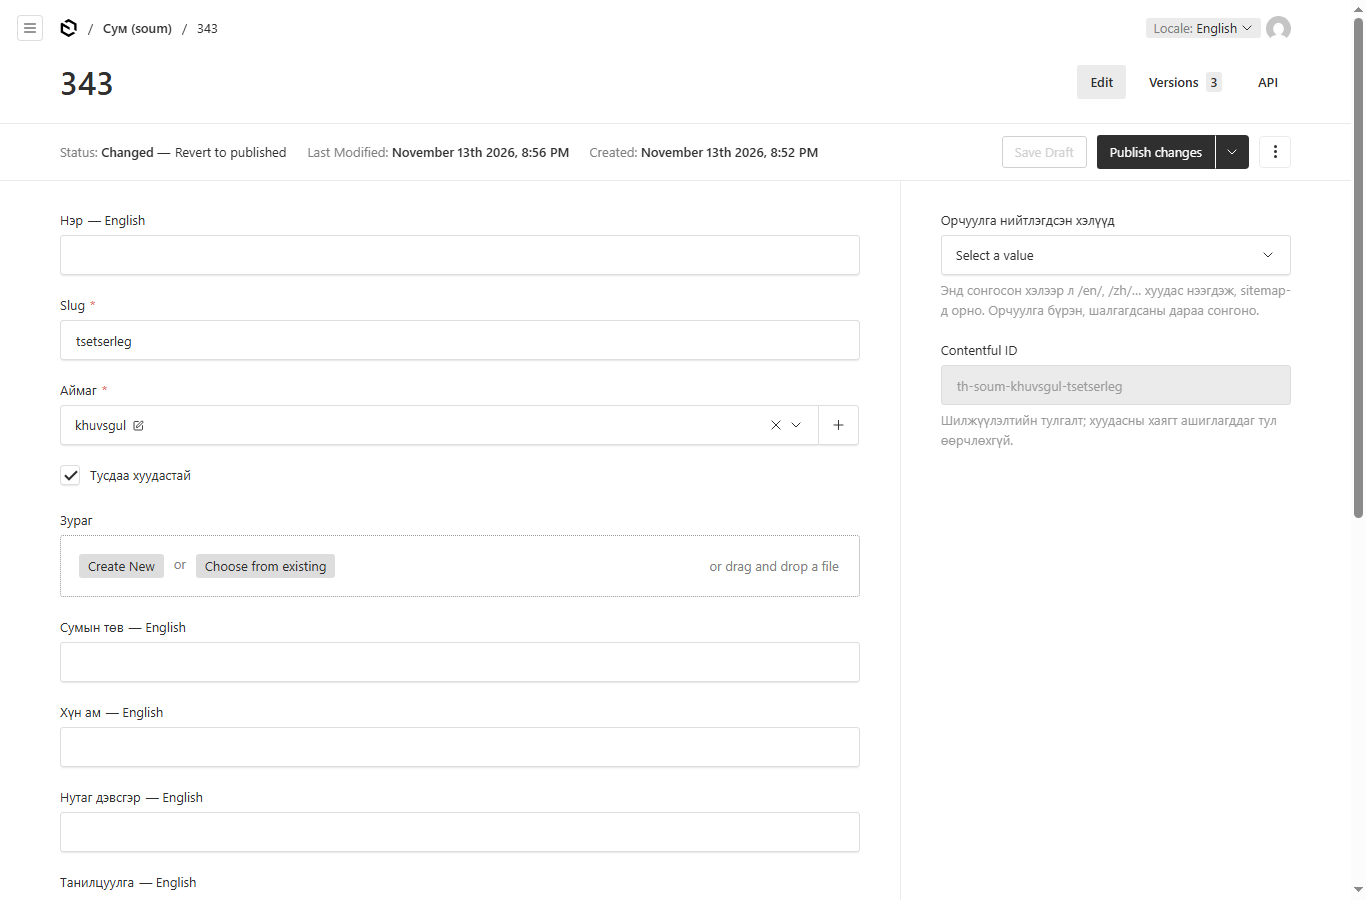 / Сум (soum) / 343
Locale: English
343
Edit
Versions 3
API
Status: Changed — Revert to published
Last Modified: November 13th 2026, 8:56 PM
Created: November 13th 2026, 8:52 PM
Save Draft
Publish changes
Нэр — English
Slug *
tsetserleg
Аймаг *
khuvsgul
Тусдаа хуудастай
Зураг
Create New or Choose from existing
or drag and drop a file
Сумын төв — English
Хүн ам — English
Нутаг дэвсгэр — English
Танилцуулга — English
Орчуулга нийтлэгдсэн хэлүүд
Select a value
Энд сонгосон хэлээр л /en/, /zh/... хуудас нээгдэж, sitemap-
д орно. Орчуулга бүрэн, шалгагдсаны дараа сонгоно.
Contentful ID
th-soum-khuvsgul-tsetserleg
Шилжүүлэлтийн тулгалт; хуудасны хаягт ашиглагддаг тул
өөрчлөхгүй.